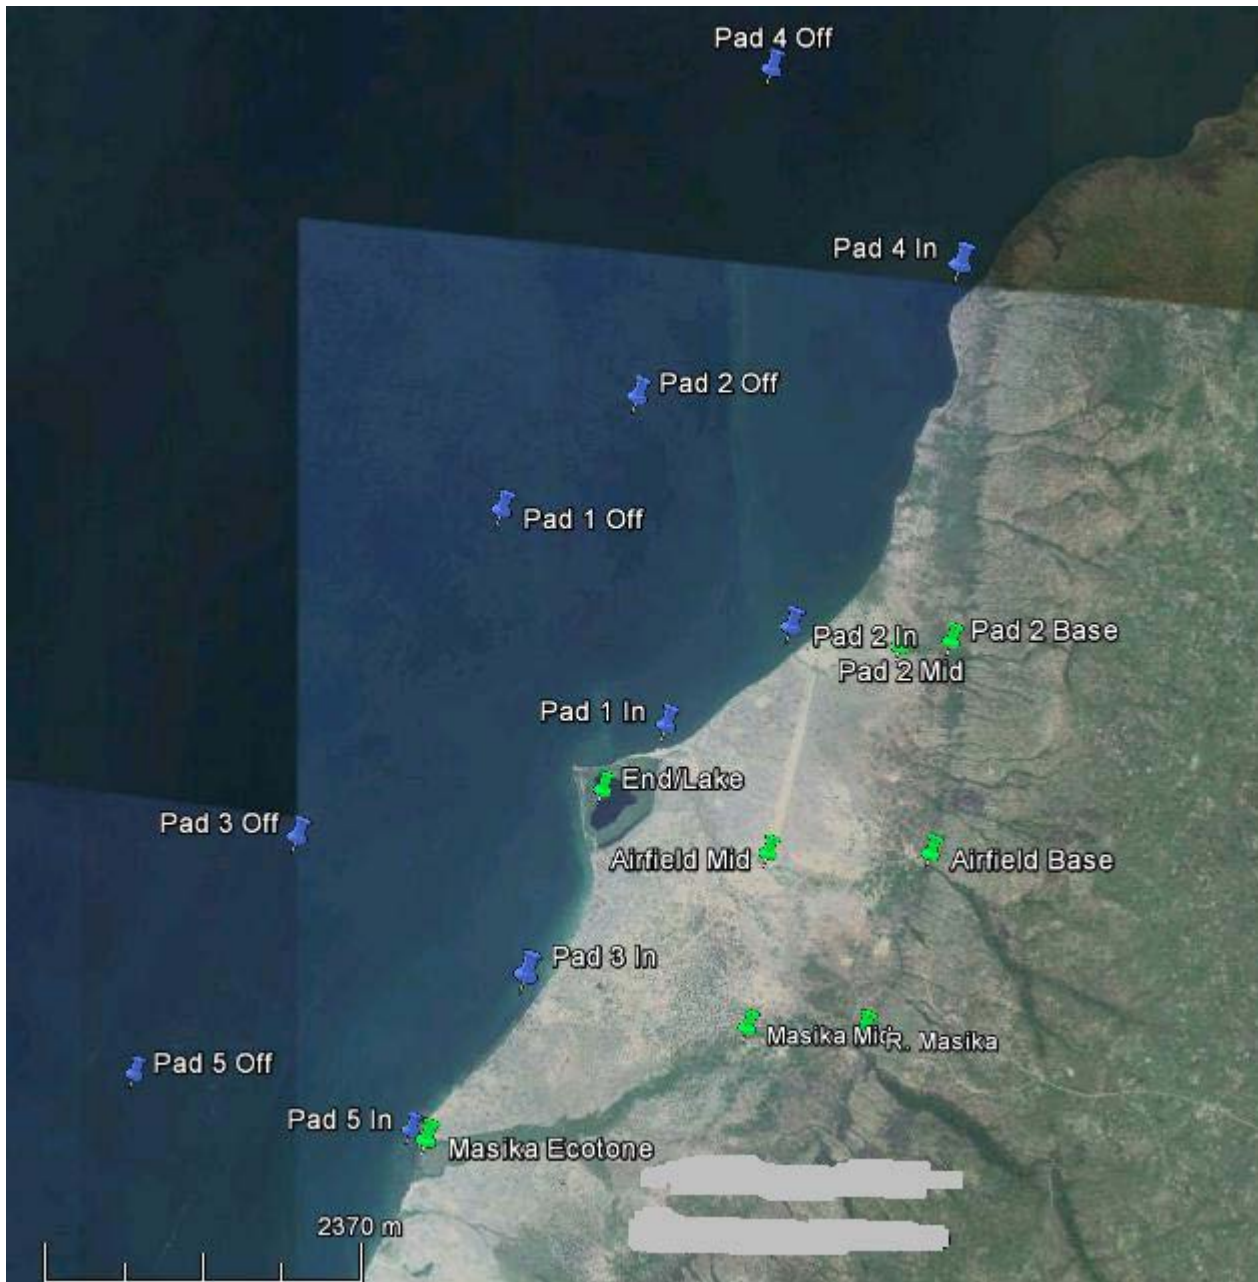 Pad 4 Off
Pad 4 In
Pad 2 Off
Pad 1 Off
Pad 2 In
Pad 2 Base
Pad 2 Mid
Pad 1 In
End/Lake
Pad 3 Off
Airfield Mid
Airfield Base
Pad 3 In
Masika Mid
R. Masika
Pad 5 Off
Pad 5 In
Masika Ecotone
2370 m